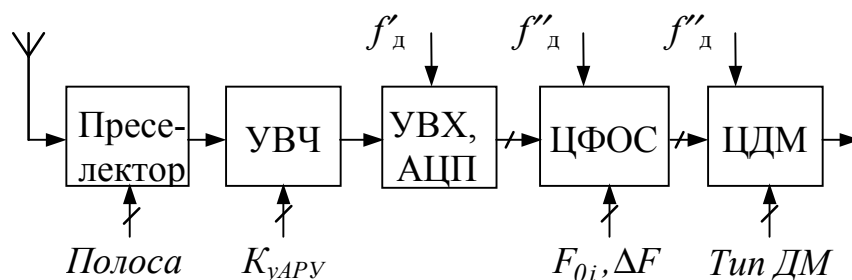 f′д f″д f″д
Пресе-
лектор
УВЧ
УВХ,
АЦП
ЦФОС
ЦДМ
Полоса KуАРУ F0i, ΔF Тип ДМ